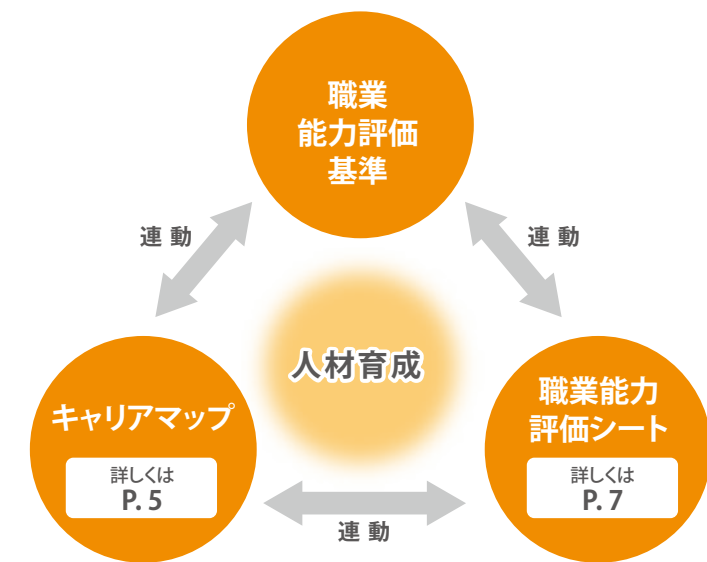 職業
能力評価
基準
連動
連動
人材育成
キャリアマップ
詳しくは
P. 5
職業能力
評価シート
詳しくは
P. 7
連動